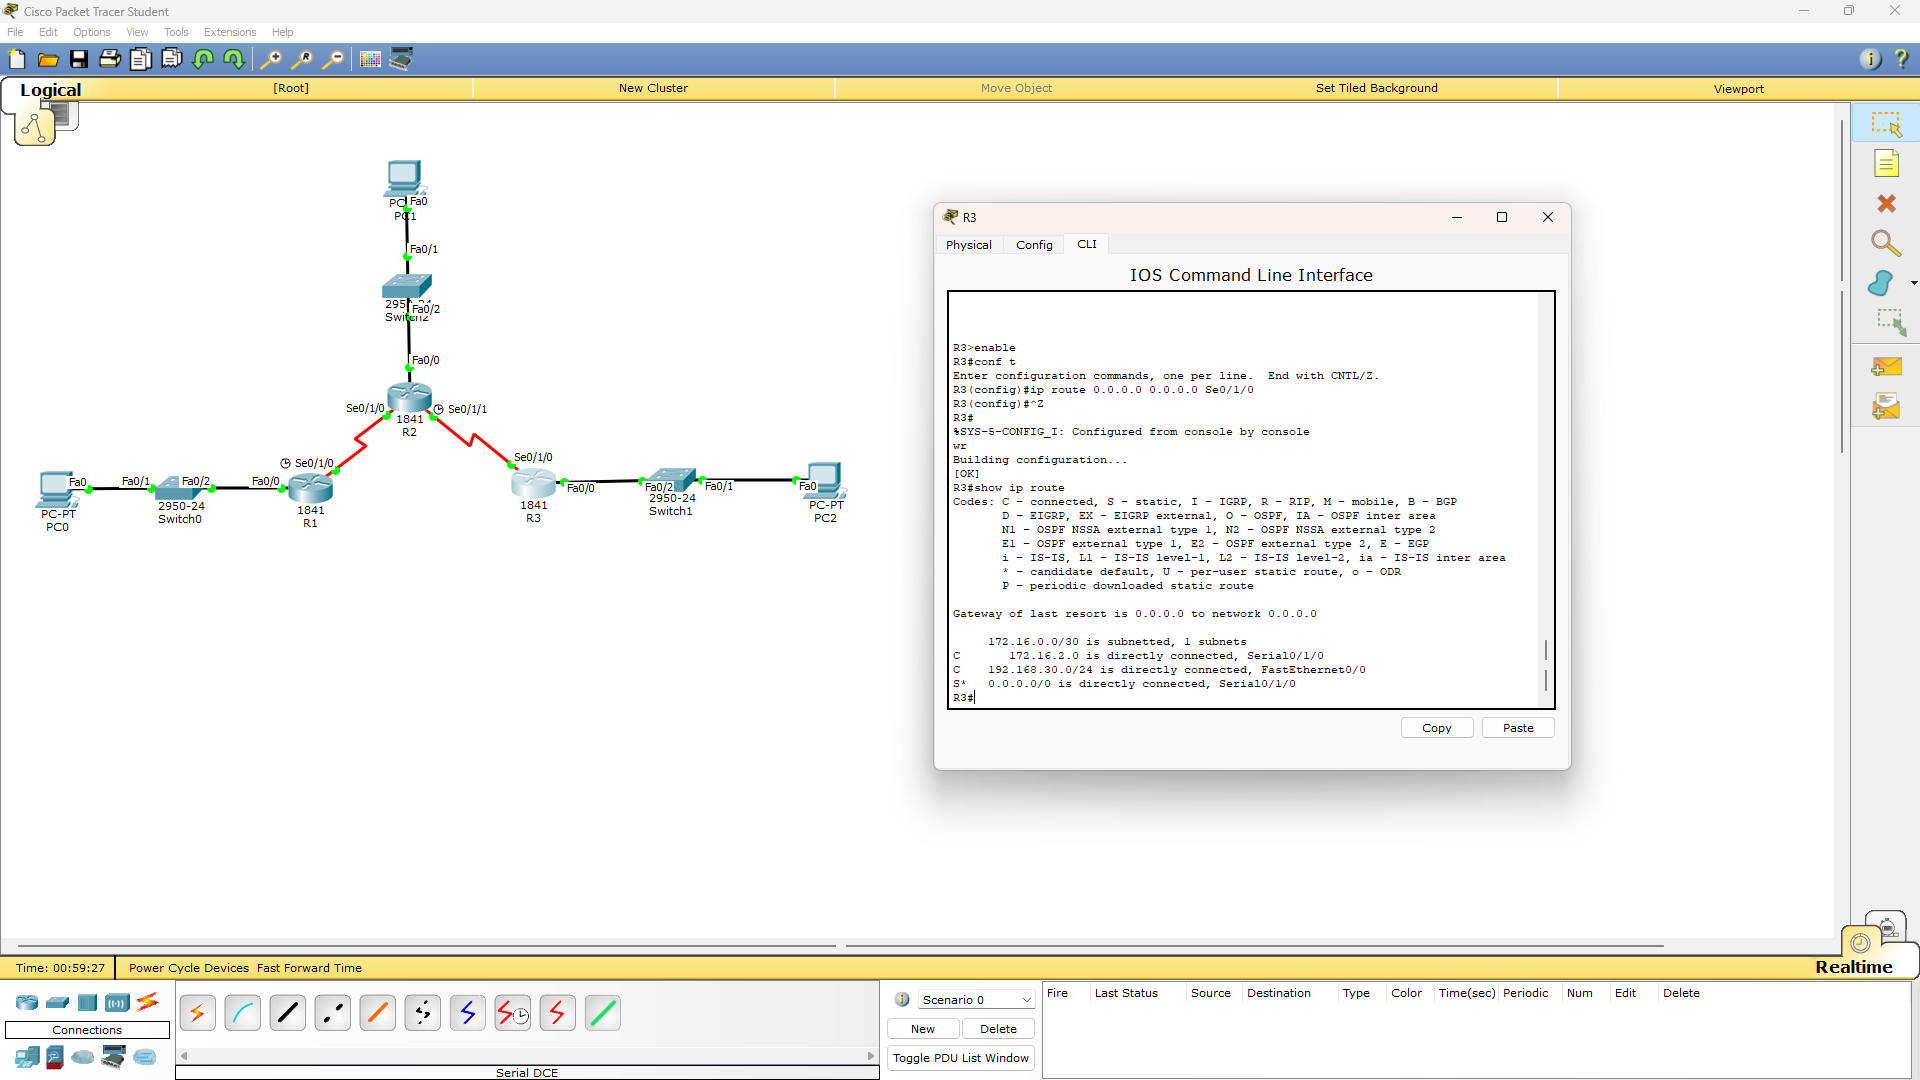 Cisco Packet Tracer Student
File Edit Options View Tools Extensions Help
Logical [Root] New Cluster Move Object Set Tiled Background Viewport
Fa0
PC1
Fa0/1
2950-24
Fa0/2
Switch2
Fa0/0
Se0/1/0 Se0/1/1
1841
R2
Se0/1/0 Se0/1/0
Fa0 Fa0/1 Fa0/2 Fa0/0
PC-PT
PC0
2950-24
Switch0
1841
R1
1841
R3
Fa0/0 Fa0/2 Fa0/1 Fa0
2950-24
Switch1
PC-PT
PC2
R3
Physical Config CLI
IOS Command Line Interface
R3>enable
R3#conf t
Enter configuration commands, one per line.  End with CNTL/Z.
R3(config)#ip route 0.0.0.0 0.0.0.0 Se0/1/0
R3(config)#^Z
R3#
%SYS-5-CONFIG_I: Configured from console by console
wr
Building configuration...
[OK]
R3#show ip route
Codes: C - connected, S - static, I - IGRP, R - RIP, M - mobile, B - BGP
D - EIGRP, EX - EIGRP external, O - OSPF, IA - OSPF inter area
N1 - OSPF NSSA external type 1, N2 - OSPF NSSA external type 2
E1 - OSPF external type 1, E2 - OSPF external type 2, E - EGP
i - IS-IS, L1 - IS-IS level-1, L2 - IS-IS level-2, ia - IS-IS inter area
* - candidate default, U - per-user static route, o - ODR
P - periodic downloaded static route
Gateway of last resort is 0.0.0.0 to network 0.0.0.0
172.16.0.0/30 is subnetted, 1 subnets
C 172.16.2.0 is directly connected, Serial0/1/0
C 192.168.30.0/24 is directly connected, FastEthernet0/0
S* 0.0.0.0/0 is directly connected, Serial0/1/0
R3#
Copy Paste
Time: 00:59:27 Power Cycle Devices Fast Forward Time Realtime
Connections
Serial DCE
Scenario 0
New Delete
Toggle PDU List Window
Fire Last Status Source Destination Type Color Time(sec) Periodic Num Edit Delete